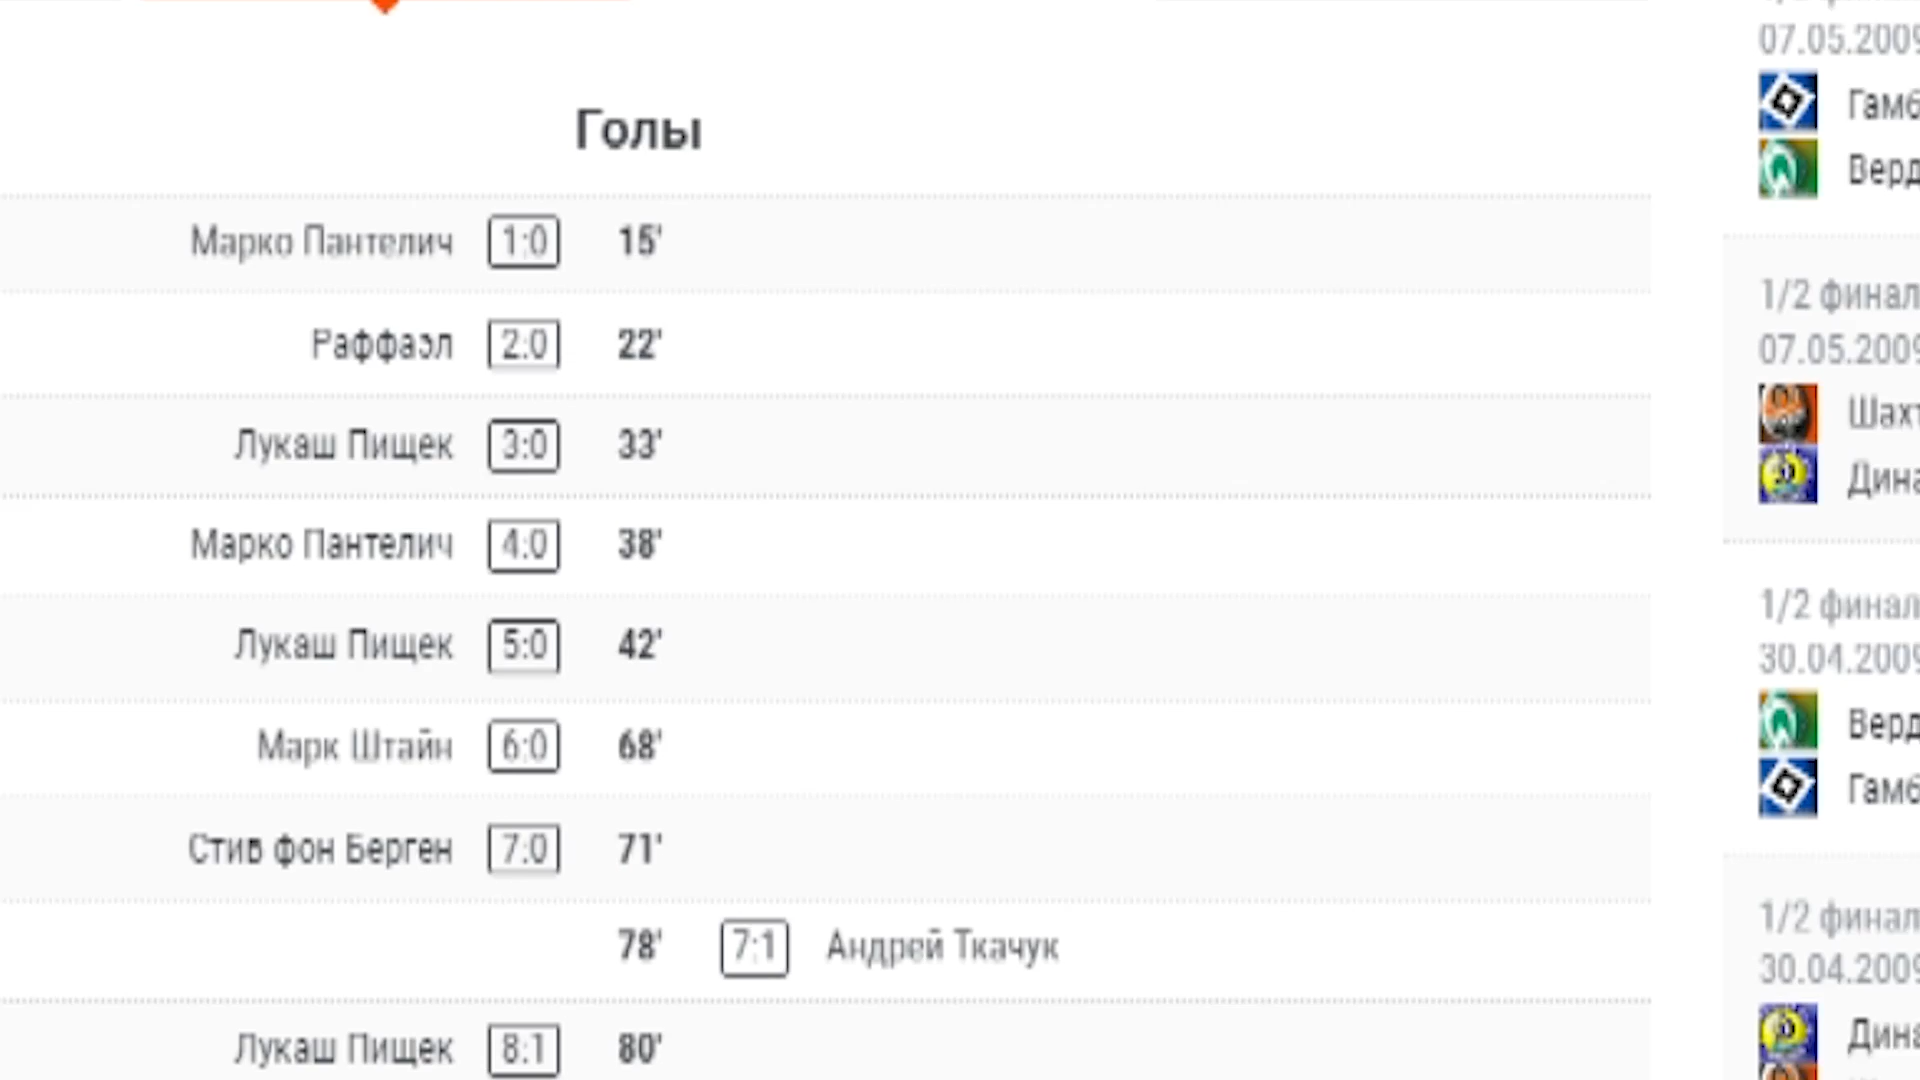 Голы
Марко Пантелич 1:0 15'
Раффаэл 2:0 22'
Лукаш Пищек 3:0 33'
Марко Пантелич 4:0 38'
Лукаш Пищек 5:0 42'
Марк Штайн 6:0 68'
Стив фон Берген 7:0 71'
78' 7:1 Андрей Ткачук
Лукаш Пищек 8:1 80'
07.05.2009
Гамб
Верд
1/2 финал
07.05.2009
Шахт
Дина
1/2 финал
30.04.2009
Верд
Гамб
1/2 финал
30.04.2009
Дина